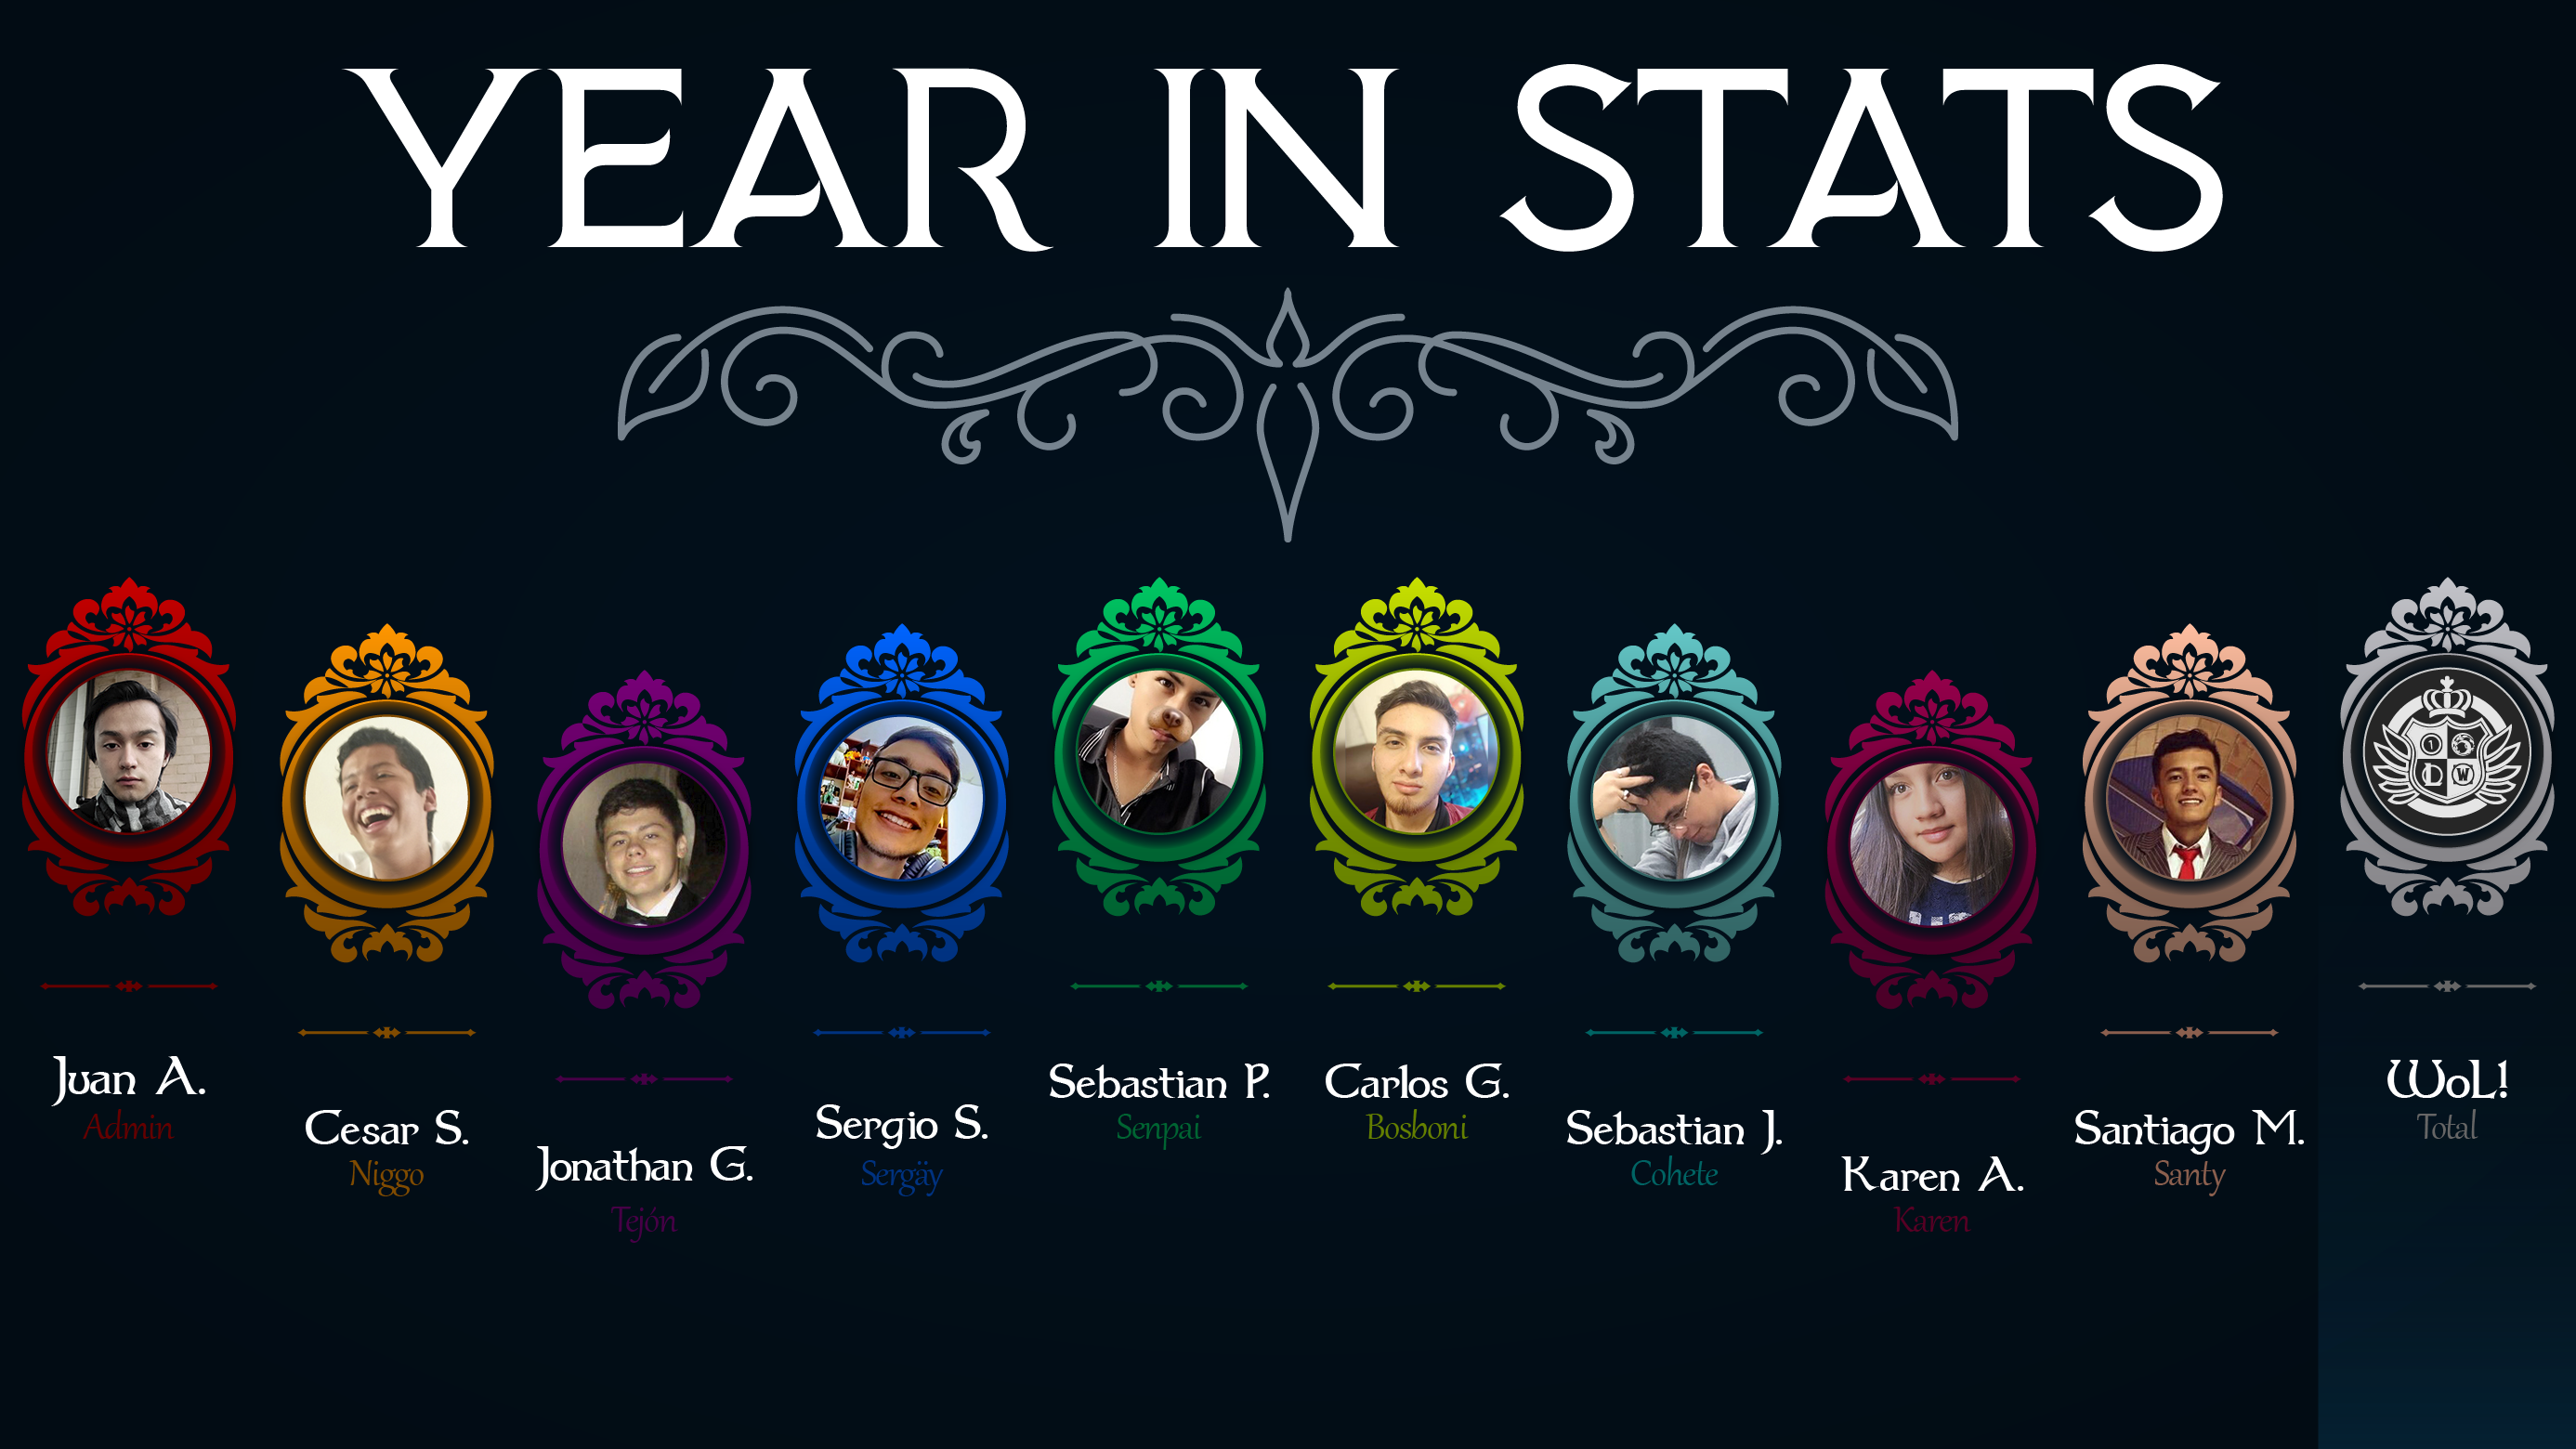 YEAR IN STATS
Juan A.
Admin
Cesar S.
Niggo
Jonathan G.
Tejón
Sergio S.
Sergäy
Sebastian P.
Senpai
Carlos G.
Bosboni
Sebastian J.
Cohete
Karen A.
Karen
Santiago M.
Santy
1
L W
WoL!
Total